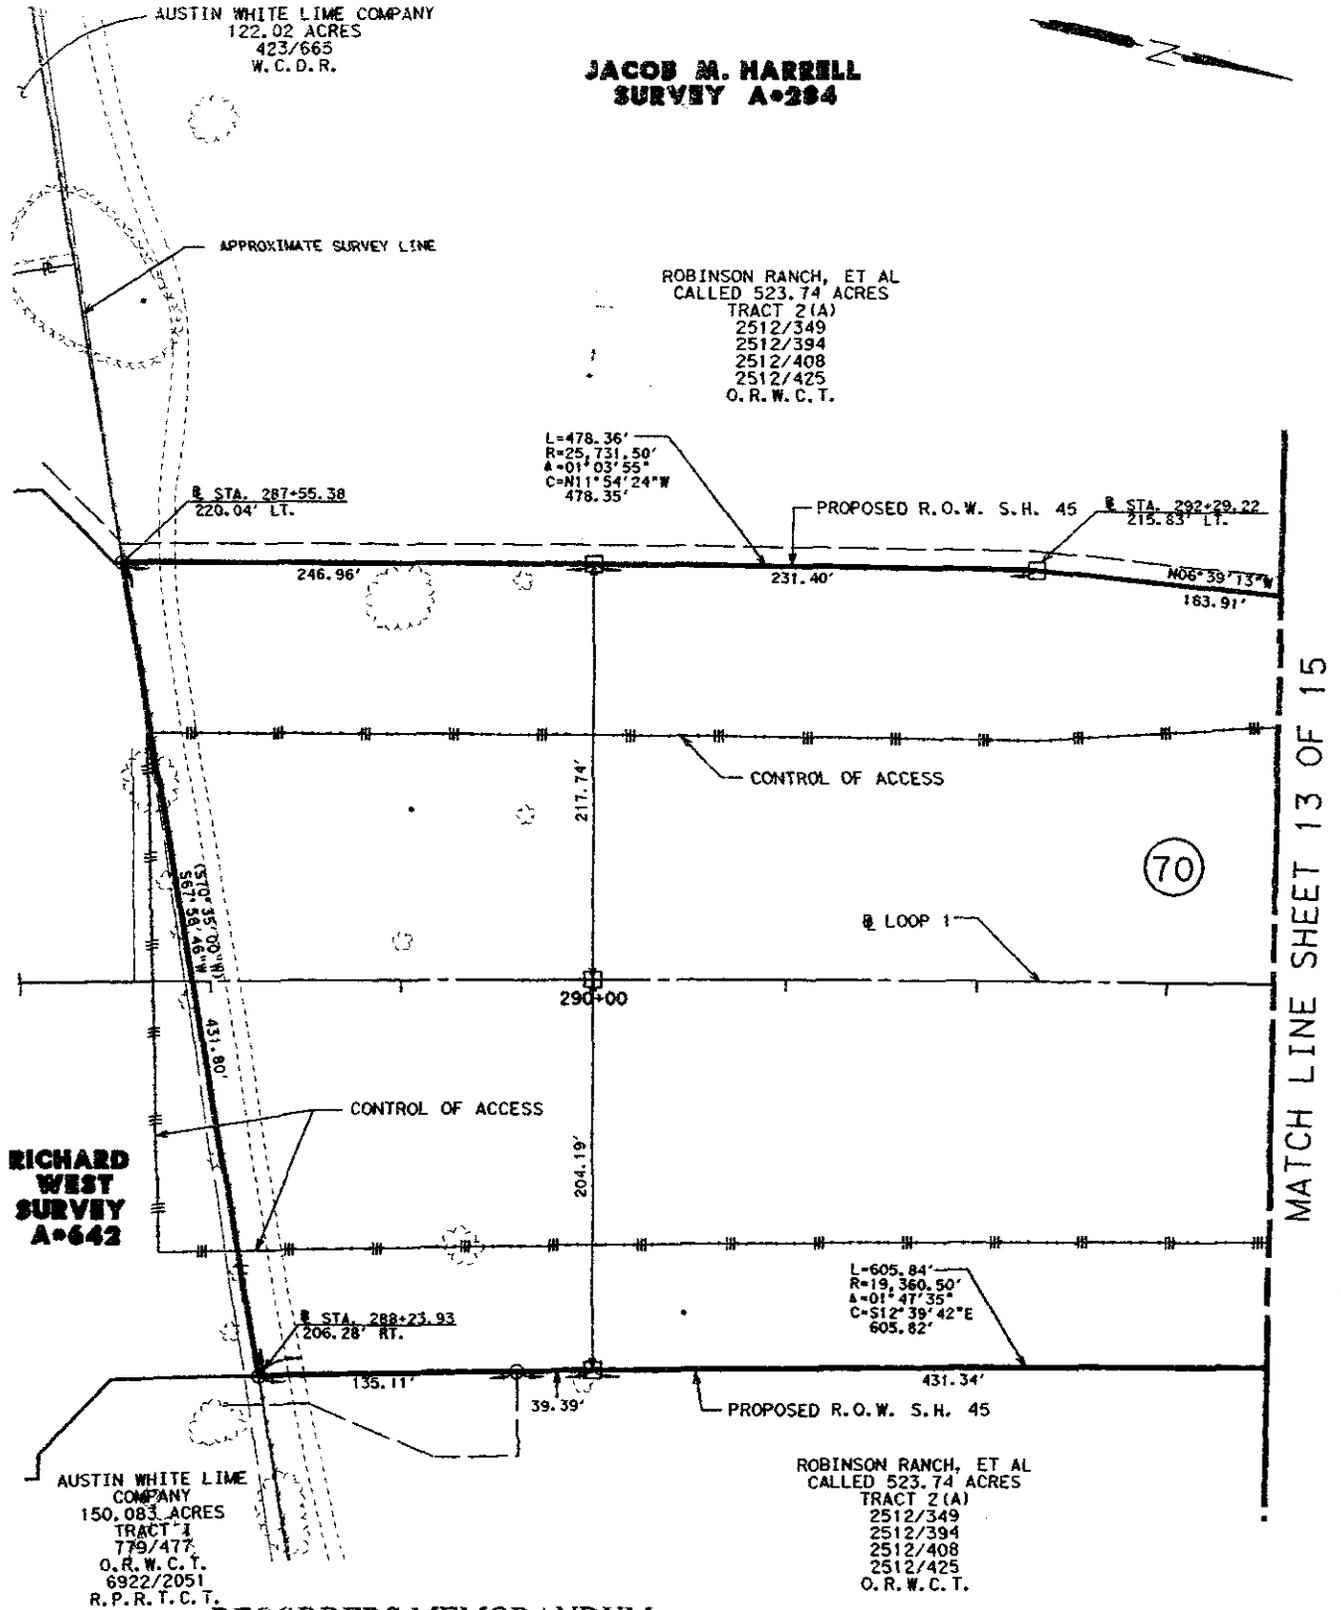 AUSTIN WHITE LIME COMPANY
122.02 ACRES
423/665
W.C.D.R.
JACOB M. HARRELL
SURVEY A-284
N
APPROXIMATE SURVEY LINE
ROBINSON RANCH, ET AL
CALLED 523.74 ACRES
TRACT 2(A)
2512/349
2512/394
2512/408
2512/425
O.R.W.C.T.
L=478.36'
R=25,731.50'
Δ=01°03'55"
C=N11°54'24"W
478.35'
℄ STA. 287+55.38
220.04' LT.
PROPOSED R.O.W. S.H. 45
℄ STA. 292+29.22
215.83' LT.
246.96'
231.40'
N06°39'13"W
183.91'
CONTROL OF ACCESS
217.74'
70
MATCH LINE SHEET 13 OF 15
(S70°35'00"W)
S67°56'46"W
431.80'
℄ LOOP 1
290+00
CONTROL OF ACCESS
204.19'
RICHARD
WEST
SURVEY
A-642
L=605.84'
R=19,360.50'
Δ=01°47'35"
C=S12°39'42"E
605.82'
℄ STA. 288+23.93
206.28' RT.
135.11'
39.39'
431.34'
PROPOSED R.O.W. S.H. 45
AUSTIN WHITE LIME
COMPANY
150.083 ACRES
TRACT 1
779/477
O.R.W.C.T.
6922/2051
R.P.R.T.C.T.
ROBINSON RANCH, ET AL
CALLED 523.74 ACRES
TRACT 2(A)
2512/349
2512/394
2512/408
2512/425
O.R.W.C.T.